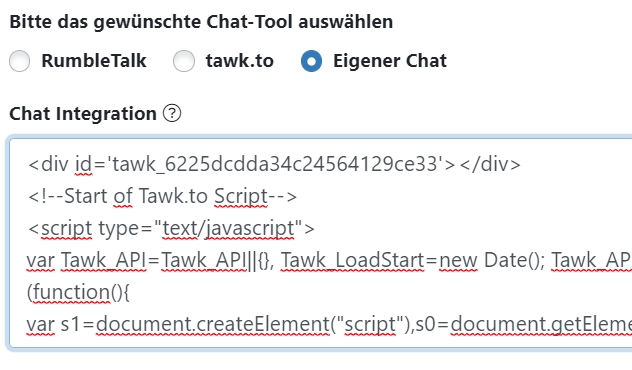 Bitte das gewünschte Chat-Tool auswählen
RumbleTalk tawk.to Eigener Chat
Chat Integration ?
<div id='tawk_6225dcdda34c24564129ce33'></div>
<!--Start of Tawk.to Script-->
<script type="text/javascript">
var Tawk_API=Tawk_API||{}, Tawk_LoadStart=new Date(); Tawk_AP
(function(){
var s1=document.createElement("script"),s0=document.getEleme